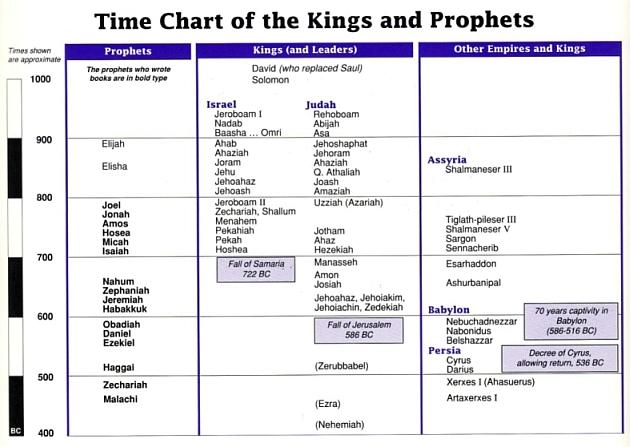 Time Chart of the Kings and Prophets
Times shown
are approximate
Prophets
Kings (and Leaders)
Other Empires and Kings
The prophets who wrote
books are in bold type
David (who replaced Saul)
Solomon
1000
Israel
Judah
Jeroboam I
Rehoboam
Nadab
Abijah
Baasha ... Omri
Asa
900
Elijah
Ahab
Jehoshaphat
Ahaziah
Jehoram
Assyria
Elisha
Joram
Ahaziah
Shalmaneser III
Jehu
Q. Athaliah
Jehoahaz
Joash
Jehoash
Amaziah
800
Joel
Jeroboam II
Uzziah (Azariah)
Jonah
Zechariah, Shallum
Amos
Menahem
Tiglath-pileser III
Hosea
Pekahiah
Jotham
Shalmaneser V
Micah
Pekah
Ahaz
Sargon
Isaiah
Hoshea
Hezekiah
Sennacherib
700
Fall of Samaria
722 BC
Manasseh
Esarhaddon
Nahum
Amon
Ashurbanipal
Zephaniah
Josiah
Jeremiah
Jehoahaz, Jehoiakim,
Habakkuk
Jehoiachin, Zedekiah
Babylon
70 years captivity in
Babylon
(586-516 BC)
600
Obadiah
Fall of Jerusalem
586 BC
Nebuchadnezzar
Daniel
Nabonidus
Ezekiel
Belshazzar
Persia
Decree of Cyrus,
allowing return, 536 BC
Haggai
(Zerubbabel)
Cyrus
Darius
500
Zechariah
Xerxes I (Ahasuerus)
Malachi
(Ezra)
Artaxerxes I
(Nehemiah)
BC
400